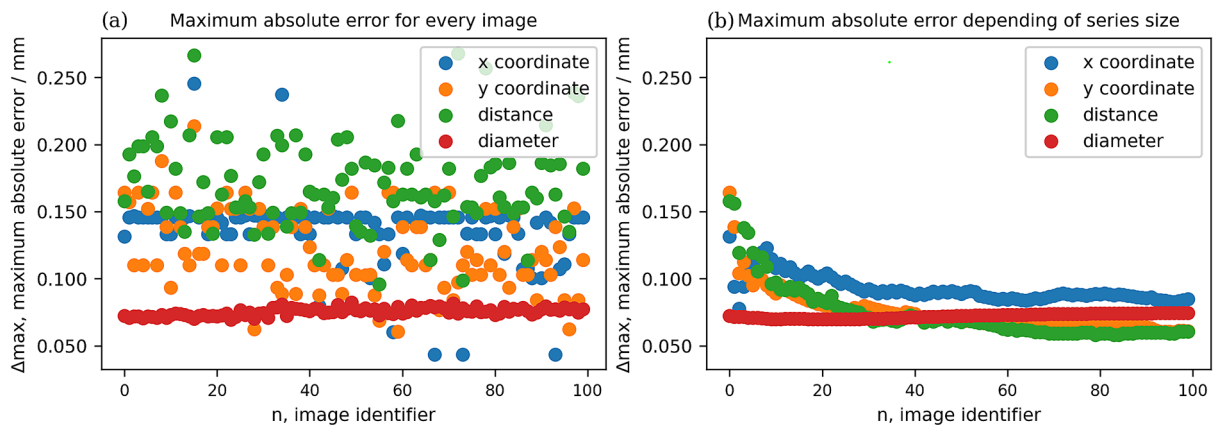 (a) Maximum absolute error for every image
Δmax, maximum absolute error / mm
0.250
0.200
0.150
0.100
0.050
x coordinate
y coordinate
distance
diameter
0 20 40 60 80 100
n, image identifier
(b) Maximum absolute error depending of series size
Δmax, maximum absolute error / mm
0.250
0.200
0.150
0.100
0.050
x coordinate
y coordinate
distance
diameter
0 20 40 60 80 100
n, image identifier